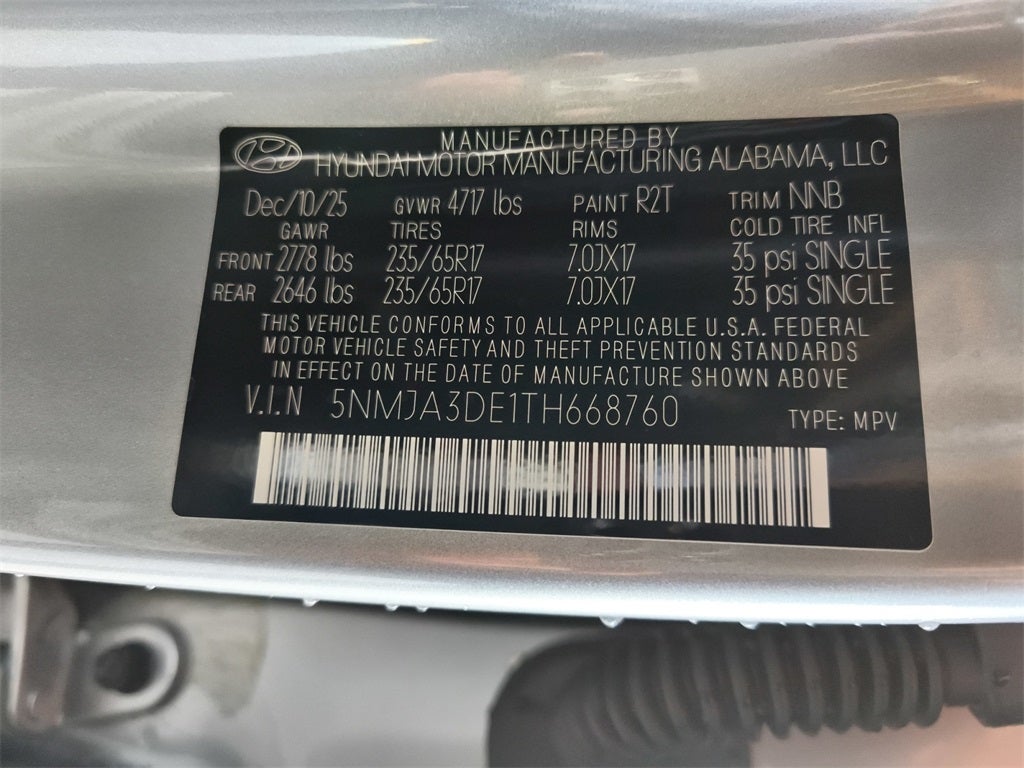 MANUFACTURED BY
HYUNDAI MOTOR MANUFACTURING ALABAMA, LLC
Dec/10/25 GVWR 4717 lbs PAINT R2T TRIM NNB
GAWR TIRES RIMS COLD TIRE INFL
FRONT 2778 lbs 235/65R17 7.0JX17 35 psi SINGLE
REAR 2646 lbs 235/65R17 7.0JX17 35 psi SINGLE
THIS VEHICLE CONFORMS TO ALL APPLICABLE U.S.A. FEDERAL
MOTOR VEHICLE SAFETY AND THEFT PREVENTION STANDARDS
IN EFFECT ON THE DATE OF MANUFACTURE SHOWN ABOVE
V.I.N 5NMJA3DE1TH668760 TYPE: MPV